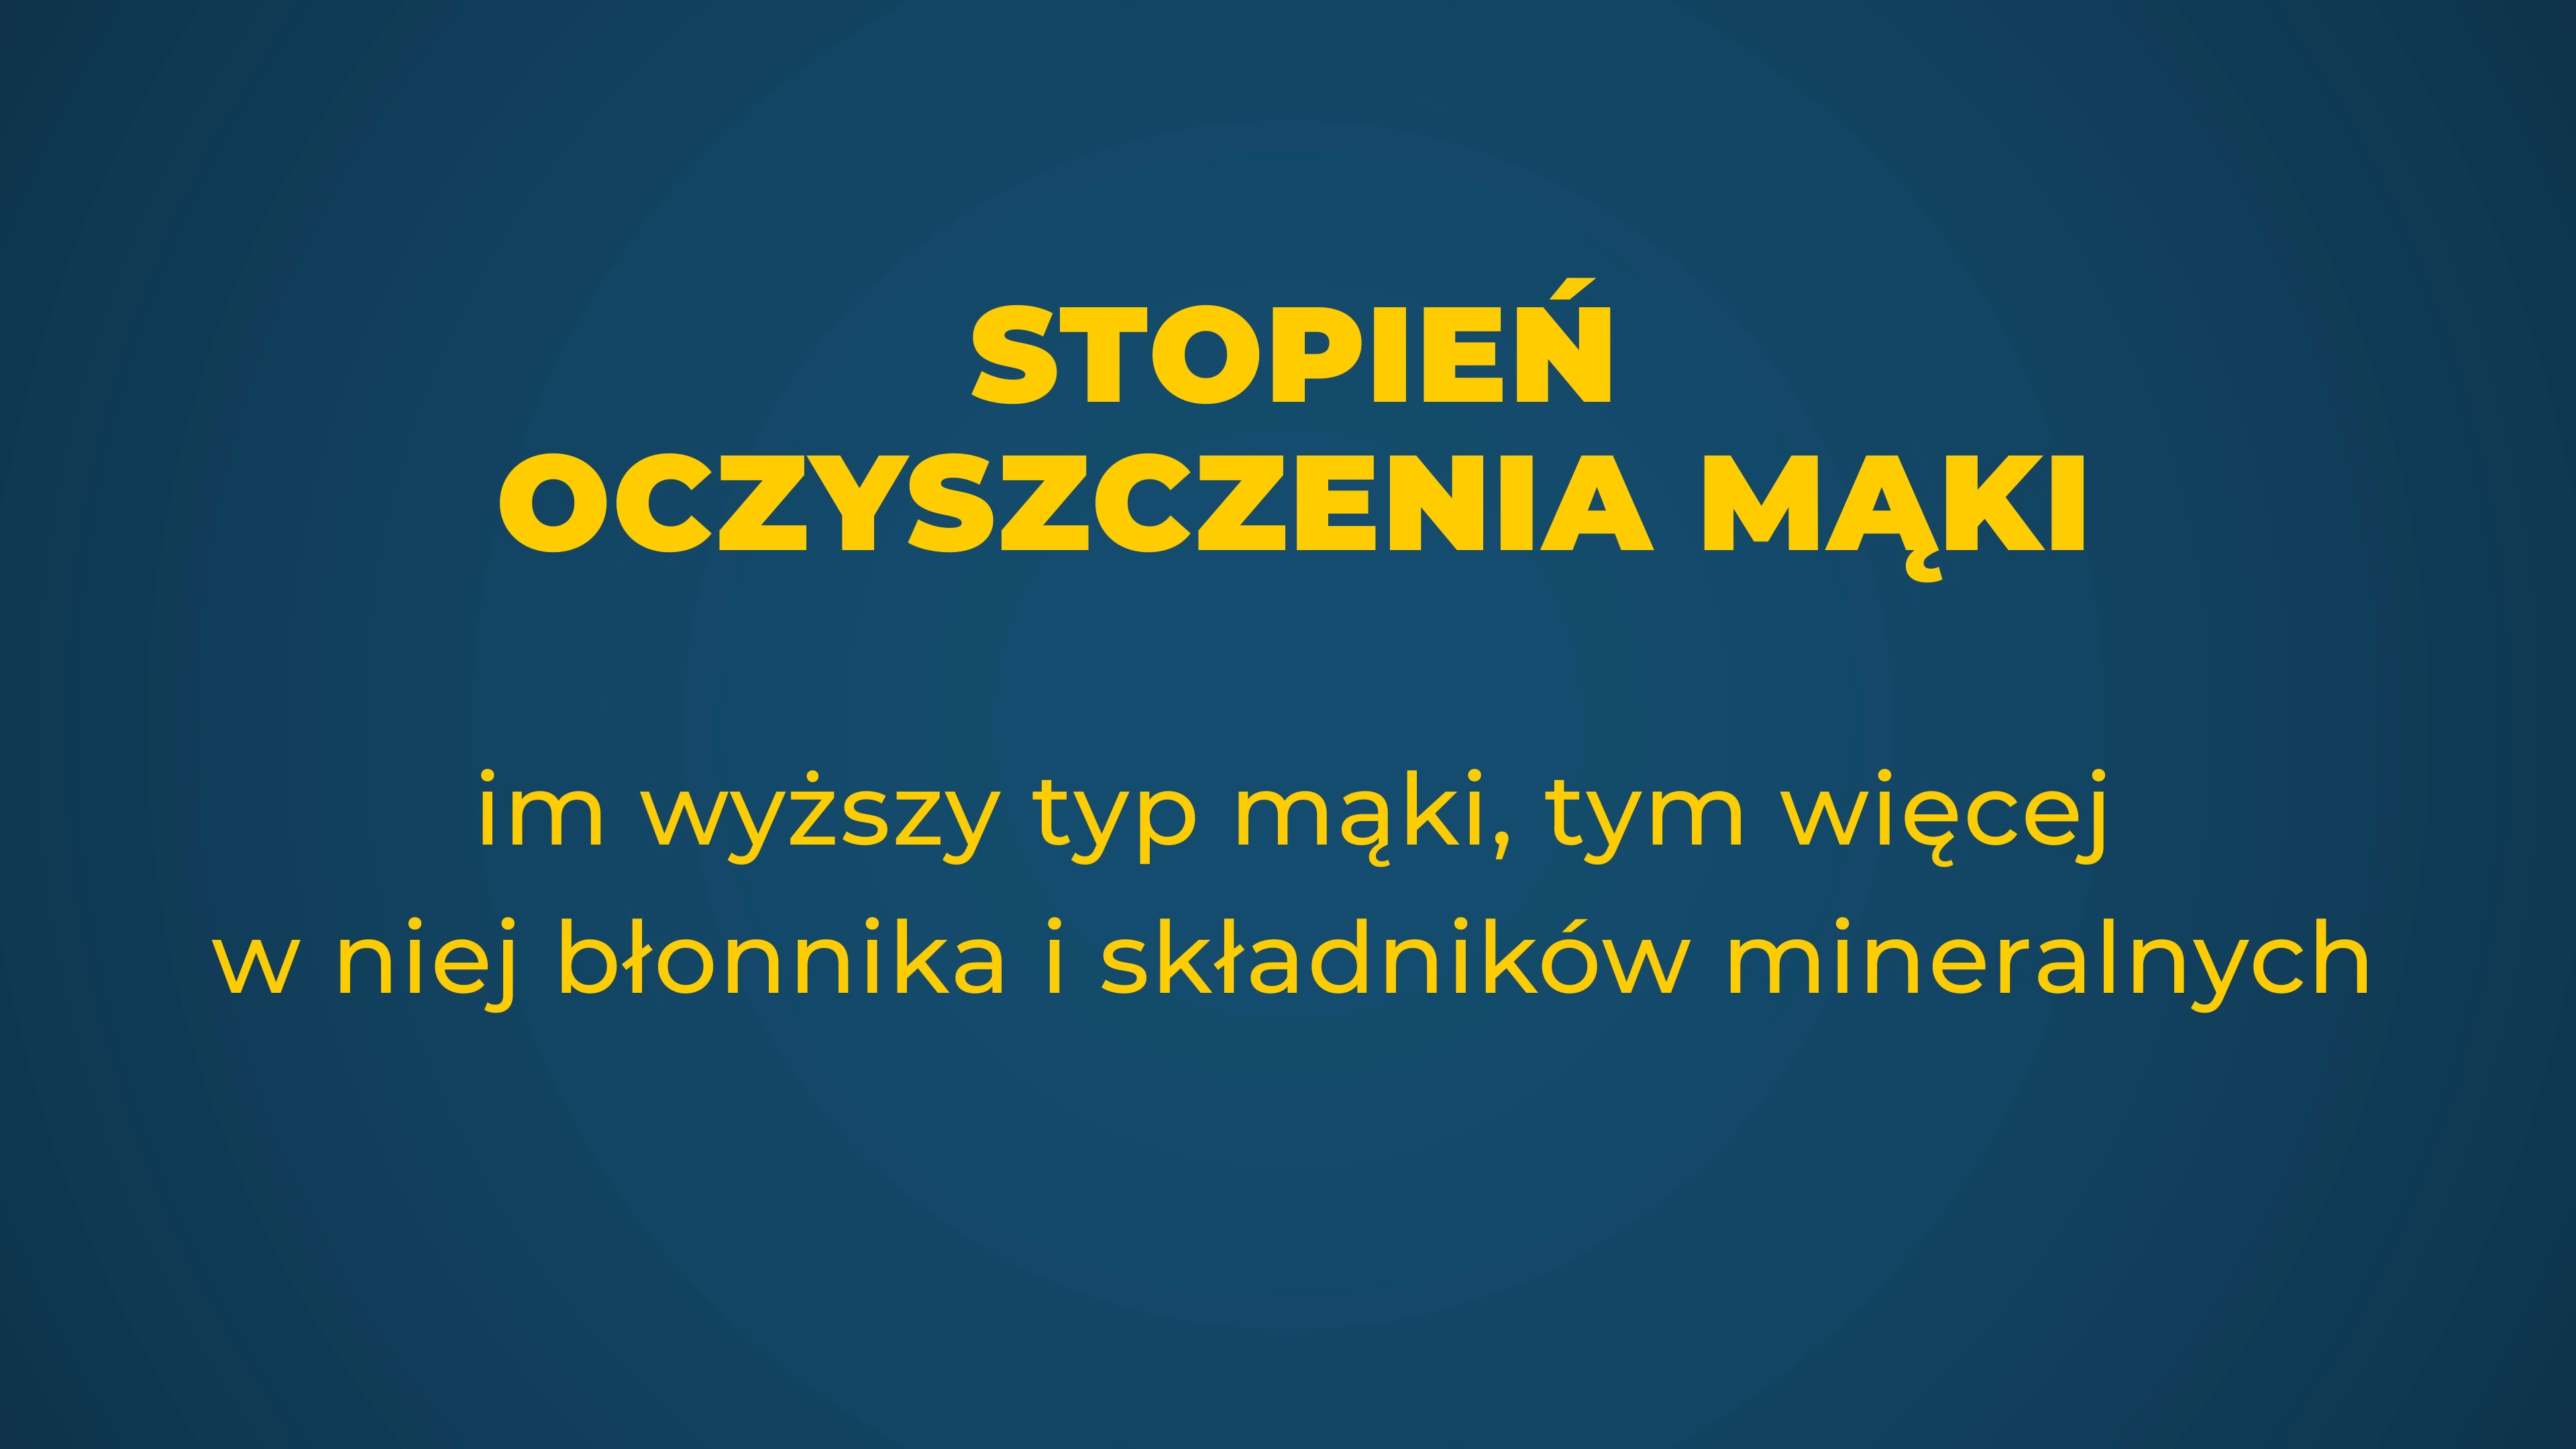 STOPIEŃ
OCZYSZCZENIA MĄKI
im wyższy typ mąki, tym więcej
w niej błonnika i składników mineralnych